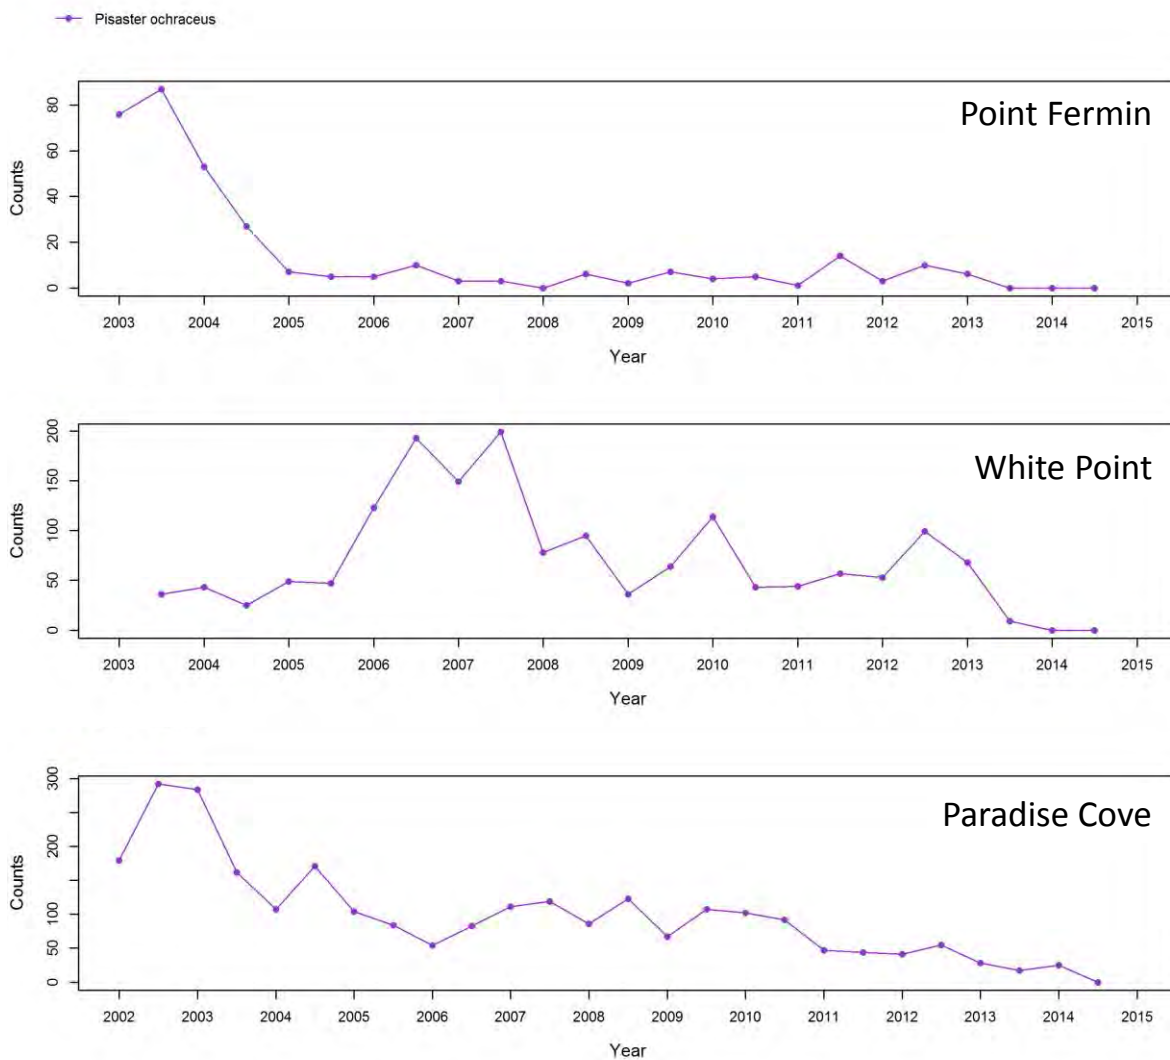 Pisaster ochraceus
Point Fermin
Counts
0 20 40 60 80
2003 2004 2005 2006 2007 2008 2009 2010 2011 2012 2013 2014 2015
Year
White Point
Counts
0 50 100 150 200
2003 2004 2005 2006 2007 2008 2009 2010 2011 2012 2013 2014 2015
Year
Paradise Cove
Counts
0 50 100 200 300
2002 2003 2004 2005 2006 2007 2008 2009 2010 2011 2012 2013 2014 2015
Year